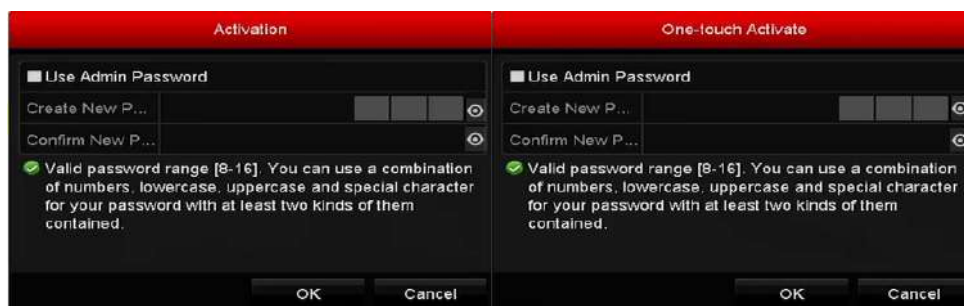 Activation
Use Admin Password
Create New P...
Confirm New P...
Valid password range [8-16]. You can use a combination
of numbers, lowercase, uppercase and special character
for your password with at least two kinds of them
contained.
OK Cancel
One-touch Activate
Use Admin Password
Create New P...
Confirm New P...
Valid password range [8-16]. You can use a combination
of numbers, lowercase, uppercase and special character
for your password with at least two kinds of them
contained.
OK Cancel